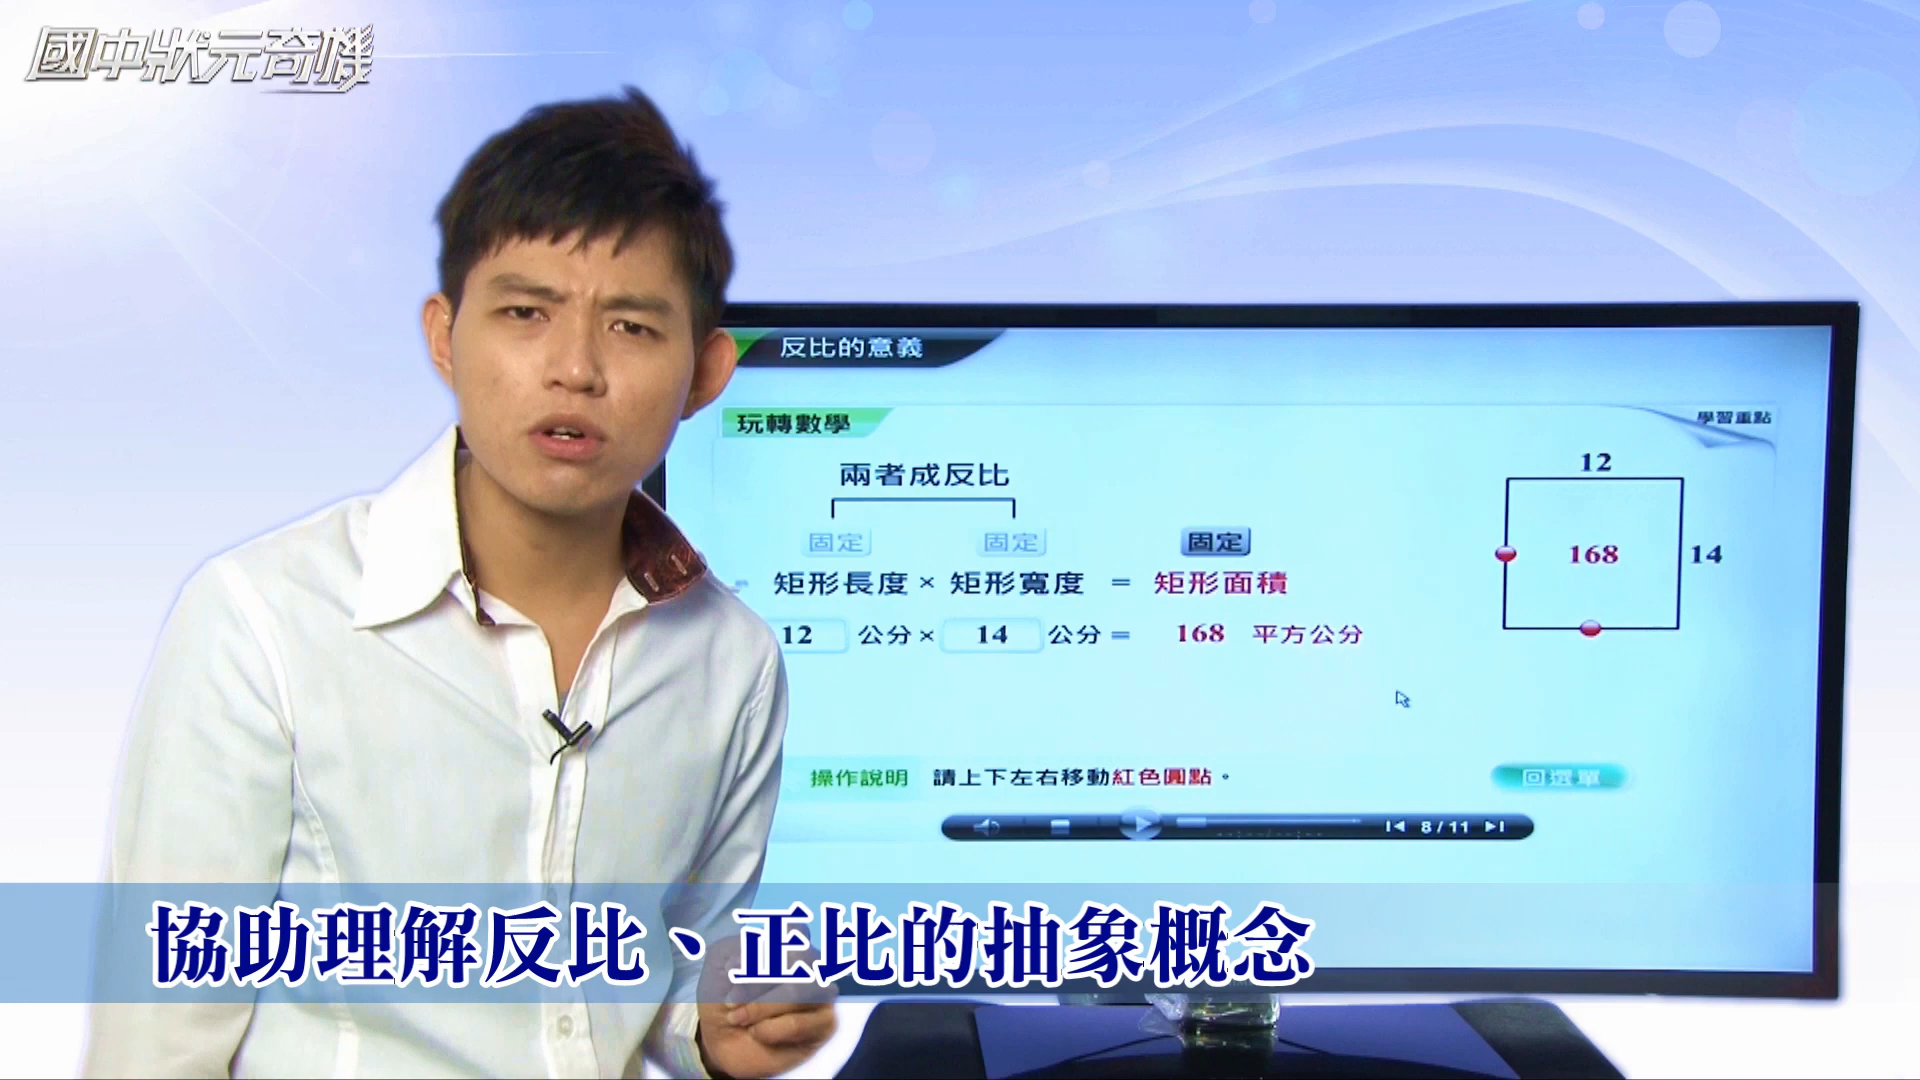 國中狀元奇機
反比的意義
玩轉數學
學習重點
兩者成反比
固定 固定 固定
矩形長度 × 矩形寬度 = 矩形面積
12 公分 × 14 公分 = 168 平方公分
12
168
14
操作說明 請上下左右移動紅色圓點。
回選單
8/11
協助理解反比、正比的抽象概念